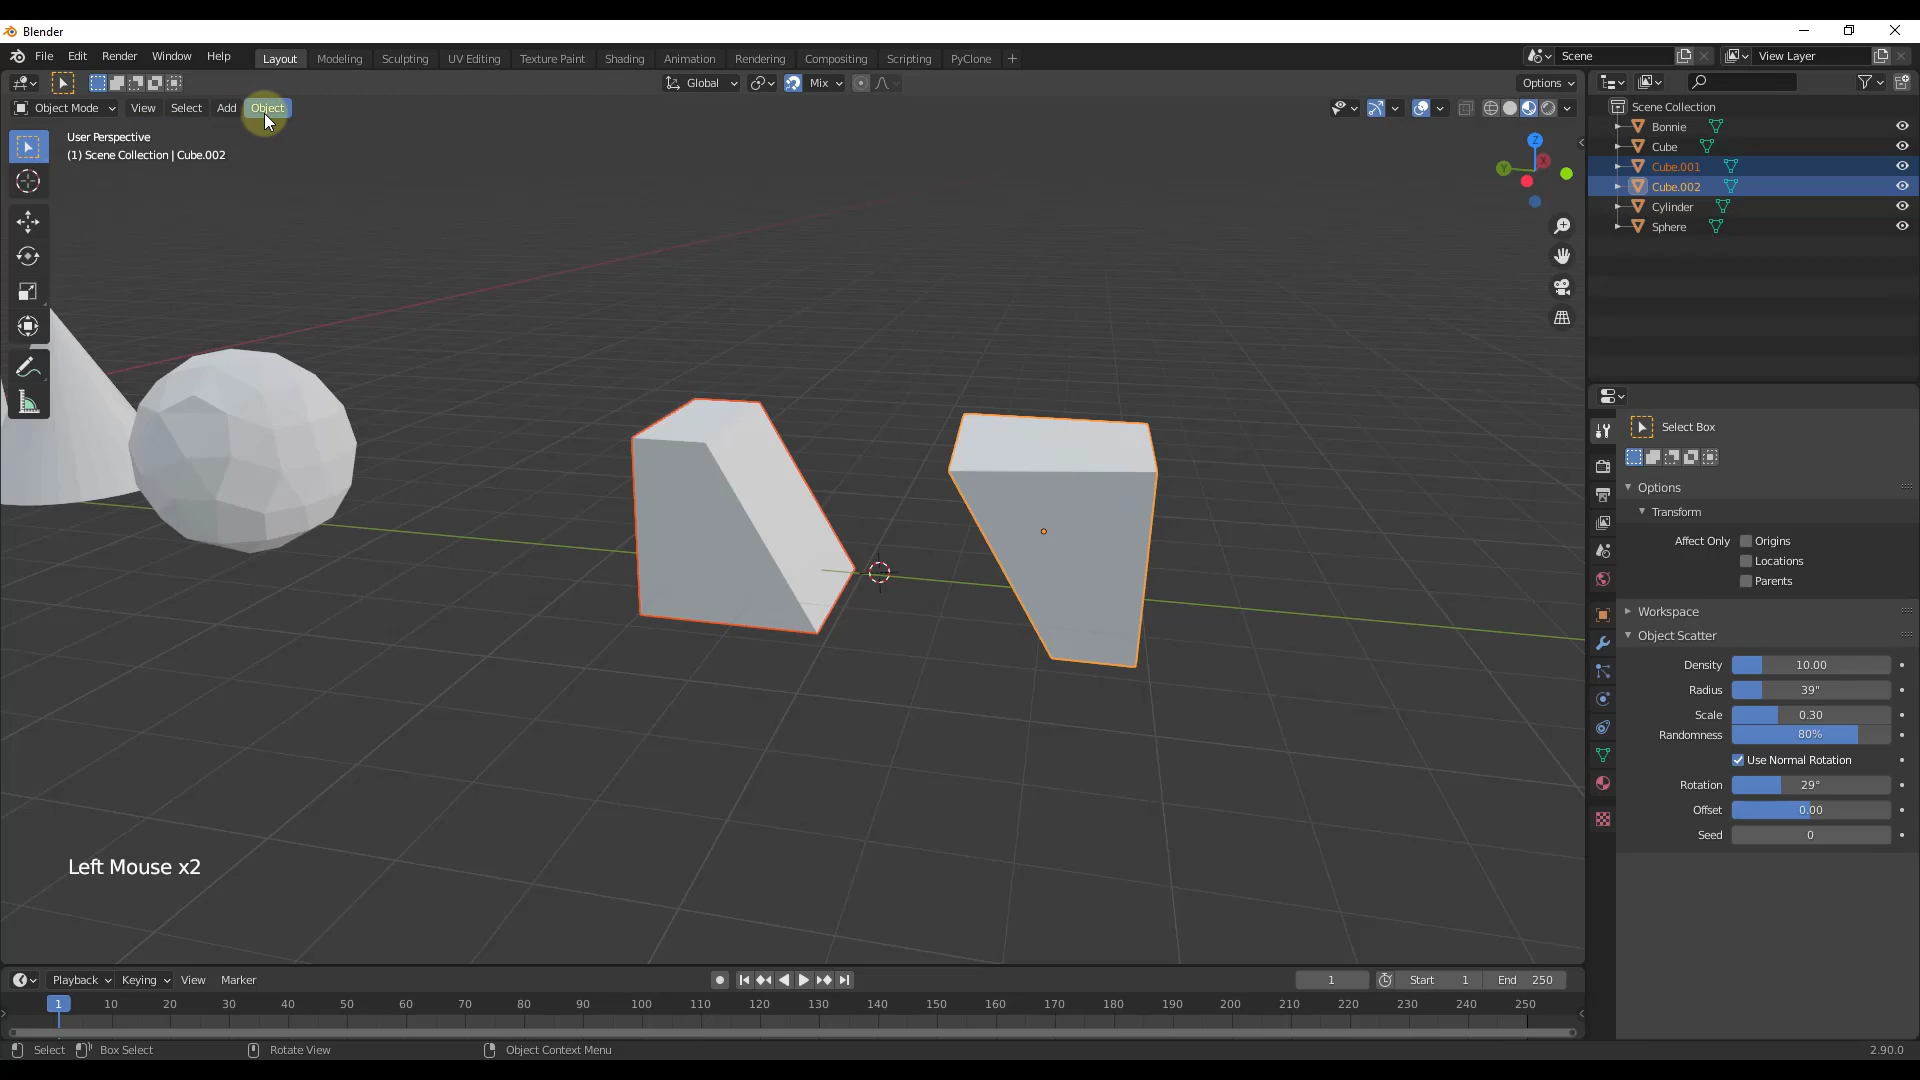 Blender
File Edit Render Window Help Layout Modeling Sculpting UV Editing Texture Paint Shading Animation Rendering Compositing Scripting PyClone Scene View Layer
Global Mix Options
Object Mode View Select Add Object
User Perspective
(1) Scene Collection | Cube.002
Z
X
Y
Left Mouse x2
Scene Collection
Bonnie
Cube
Cube.001
Cube.002
Cylinder
Sphere
Select Box
Options
Transform
Affect Only Origins
Locations
Parents
Workspace
Object Scatter
Density 10.00
Radius 39"
Scale 0.30
Randomness 80%
Use Normal Rotation
Rotation 29°
Offset 0.00
Seed 0
Playback Keying View Marker 1 Start 1 End 250
1 10 20 30 40 50 60 70 80 90 100 110 120 130 140 150 160 170 180 190 200 210 220 230 240 250
Select Box Select Rotate View Object Context Menu 2.90.0